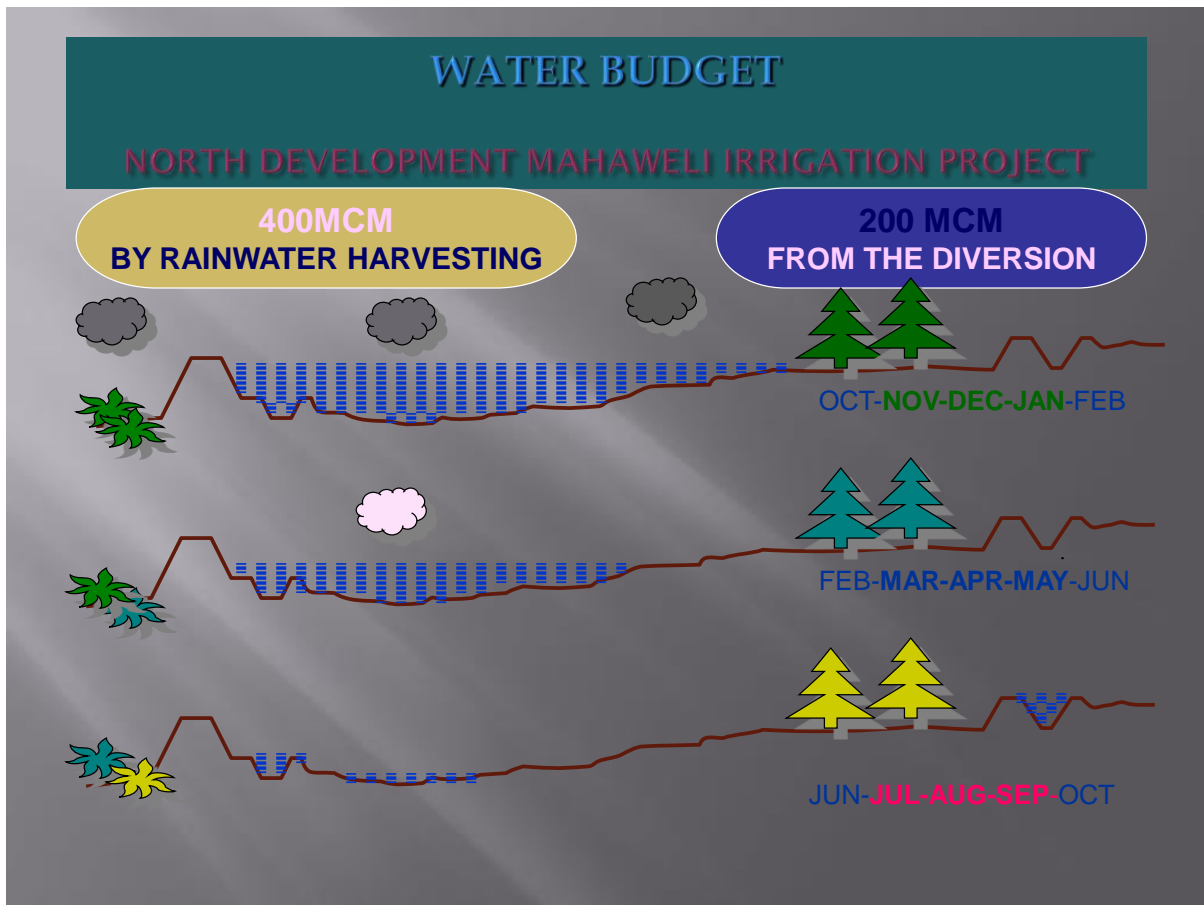 WATER BUDGET
NORTH DEVELOPMENT MAHAWELI IRRIGATION PROJECT
400MCM
BY RAINWATER HARVESTING
200 MCM
FROM THE DIVERSION
OCT-NOV-DEC-JAN-FEB
FEB-MAR-APR-MAY-JUN
JUN-JUL-AUG-SEP-OCT